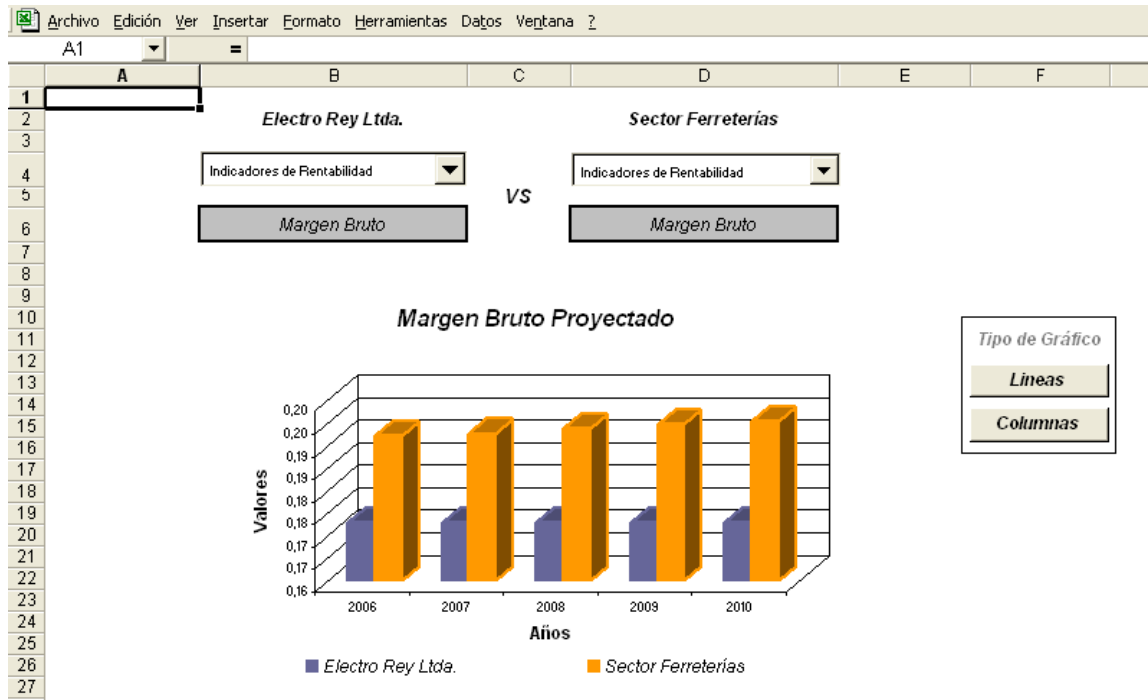 Archivo Edición Ver Insertar Formato Herramientas Datos Ventana ?
A1 =
A B C D E F
1
2 Electro Rey Ltda. Sector Ferreterías
3
4 Indicadores de Rentabilidad Indicadores de Rentabilidad
5 VS
6 Margen Bruto Margen Bruto
7
8
9
10 Margen Bruto Proyectado
11 Tipo de Gráfico
12
13 Lineas
14 0,20
15 0,20 Columnas
16 0,19
17 0,19
18 0,18
19 0,18
20 0,17
21 0,17
22 0,16
Valores
23 2006 2007 2008 2009 2010
24 Años
25
26 Electro Rey Ltda. Sector Ferreterías
27